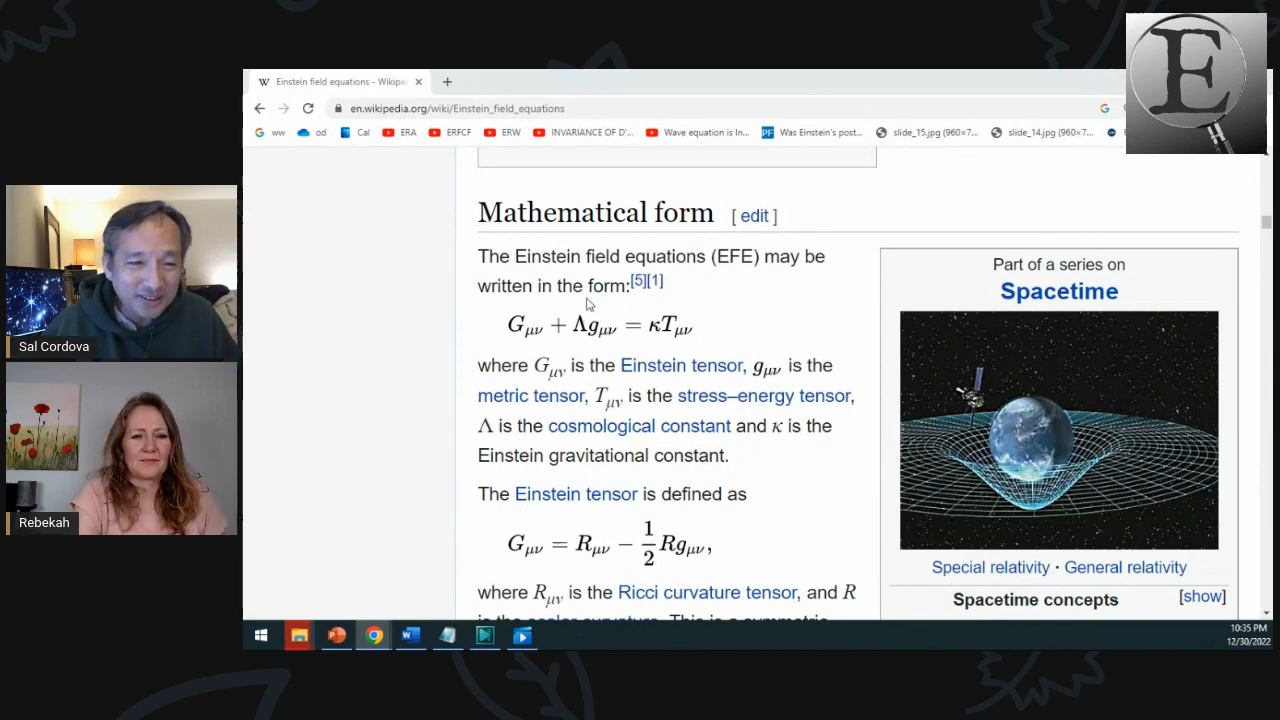 E
Einstein field equations - Wikipe
en.wikipedia.org/wiki/Einstein_field_equations
ww od Cal ERA ERFCF ERW INVARIANCE OF D'... Wave equation is In... Was Einstein's post... slide_15.jpg (960×7... slide_14.jpg (960×7...
Mathematical form [ edit ]
The Einstein field equations (EFE) may be
written in the form:[5][1]
Gμν + Λgμν = κTμν
where Gμν is the Einstein tensor, gμν is the
metric tensor, Tμν is the stress–energy tensor,
Λ is the cosmological constant and κ is the
Einstein gravitational constant.
The Einstein tensor is defined as
Gμν = Rμν − 1/2 Rgμν,
where Rμν is the Ricci curvature tensor, and R
Part of a series on
Spacetime
Special relativity · General relativity
Spacetime concepts [show]
Sal Cordova
Rebekah
10:35 PM
12/30/2022